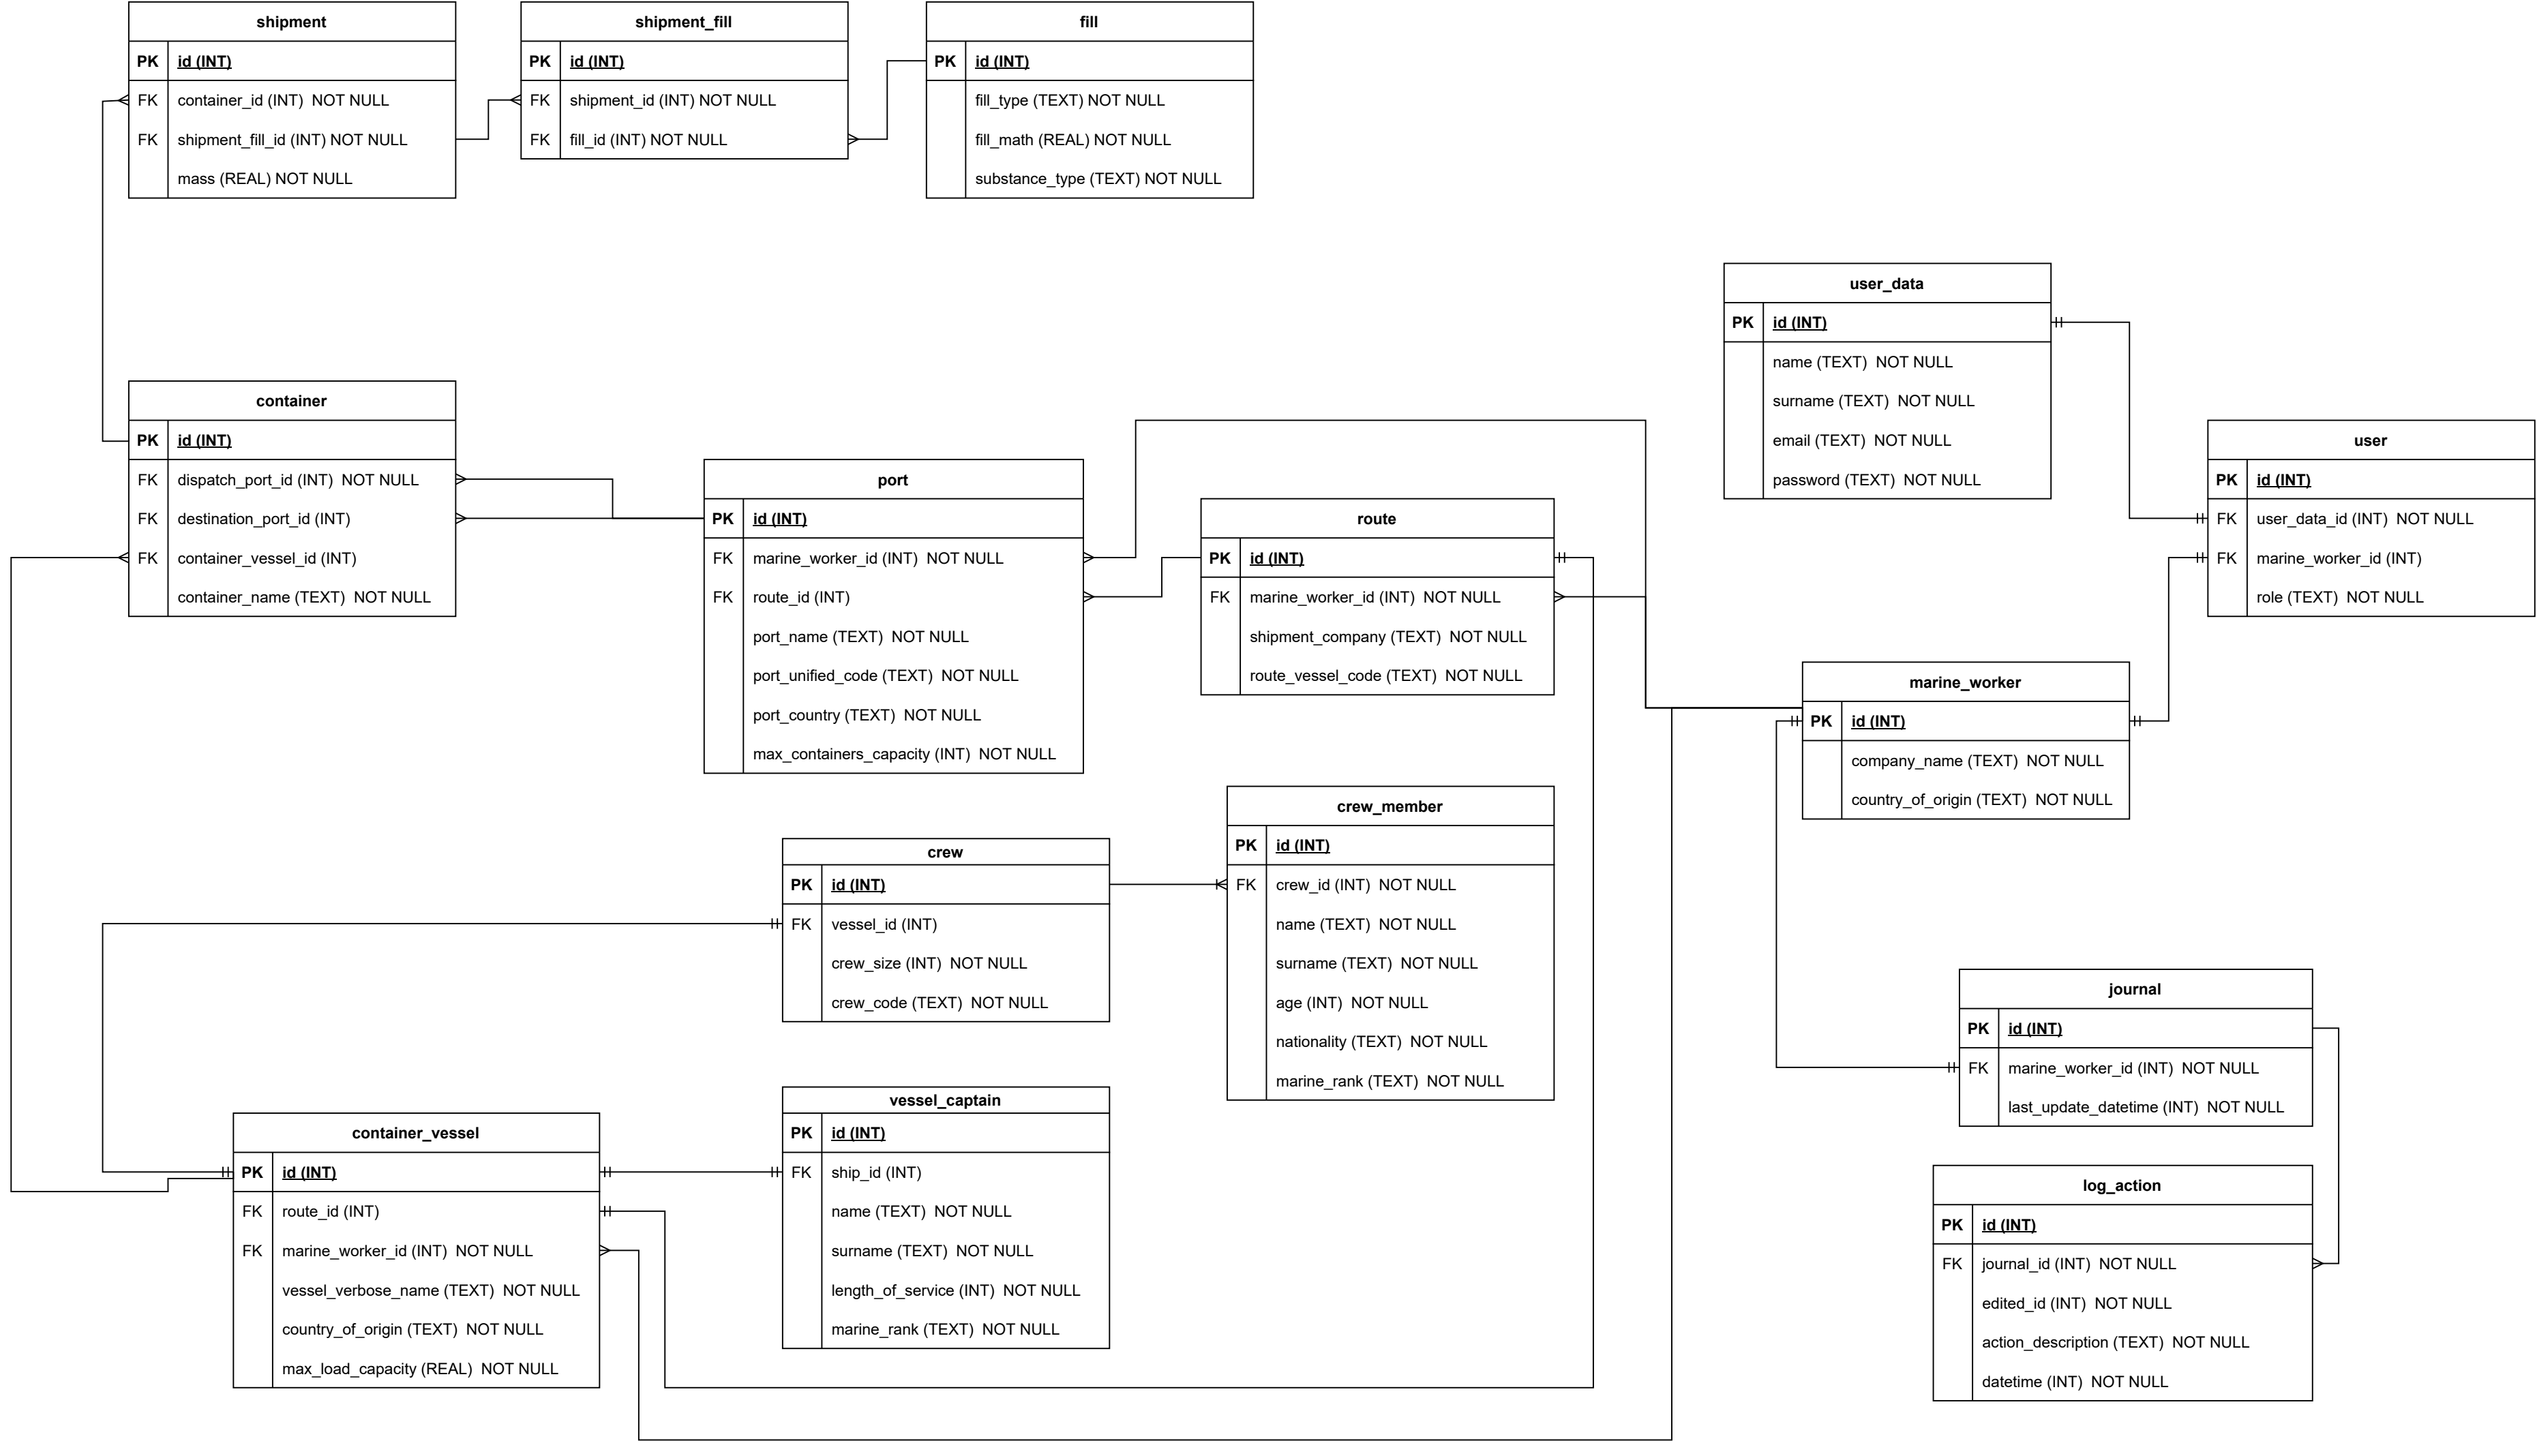 shipment
PK id (INT)
FK container_id (INT) NOT NULL
FK shipment_fill_id (INT) NOT NULL
mass (REAL) NOT NULL
shipment_fill
PK id (INT)
FK shipment_id (INT) NOT NULL
FK fill_id (INT) NOT NULL
fill
PK id (INT)
fill_type (TEXT) NOT NULL
fill_math (REAL) NOT NULL
substance_type (TEXT) NOT NULL
user_data
PK id (INT)
name (TEXT) NOT NULL
surname (TEXT) NOT NULL
email (TEXT) NOT NULL
password (TEXT) NOT NULL
container
PK id (INT)
FK dispatch_port_id (INT) NOT NULL
FK destination_port_id (INT)
FK container_vessel_id (INT)
container_name (TEXT) NOT NULL
port
PK id (INT)
FK marine_worker_id (INT) NOT NULL
FK route_id (INT)
port_name (TEXT) NOT NULL
port_unified_code (TEXT) NOT NULL
port_country (TEXT) NOT NULL
max_containers_capacity (INT) NOT NULL
route
PK id (INT)
FK marine_worker_id (INT) NOT NULL
shipment_company (TEXT) NOT NULL
route_vessel_code (TEXT) NOT NULL
user
PK id (INT)
FK user_data_id (INT) NOT NULL
FK marine_worker_id (INT)
role (TEXT) NOT NULL
marine_worker
PK id (INT)
company_name (TEXT) NOT NULL
country_of_origin (TEXT) NOT NULL
crew
PK id (INT)
FK vessel_id (INT)
crew_size (INT) NOT NULL
crew_code (TEXT) NOT NULL
crew_member
PK id (INT)
FK crew_id (INT) NOT NULL
name (TEXT) NOT NULL
surname (TEXT) NOT NULL
age (INT) NOT NULL
nationality (TEXT) NOT NULL
marine_rank (TEXT) NOT NULL
journal
PK id (INT)
FK marine_worker_id (INT) NOT NULL
last_update_datetime (INT) NOT NULL
container_vessel
PK id (INT)
FK route_id (INT)
FK marine_worker_id (INT) NOT NULL
vessel_verbose_name (TEXT) NOT NULL
country_of_origin (TEXT) NOT NULL
max_load_capacity (REAL) NOT NULL
vessel_captain
PK id (INT)
FK ship_id (INT)
name (TEXT) NOT NULL
surname (TEXT) NOT NULL
length_of_service (INT) NOT NULL
marine_rank (TEXT) NOT NULL
log_action
PK id (INT)
FK journal_id (INT) NOT NULL
edited_id (INT) NOT NULL
action_description (TEXT) NOT NULL
datetime (INT) NOT NULL